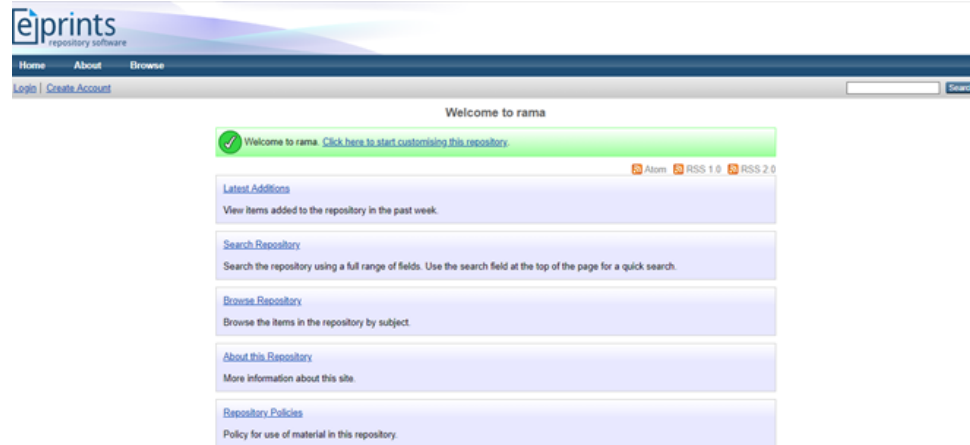 eprints
repository software
Home About Browse
Login | Create Account
Welcome to rama
Welcome to rama. Click here to start customising this repository.
Atom RSS 1.0 RSS 2.0
Latest Additions
View items added to the repository in the past week.
Search Repository
Search the repository using a full range of fields. Use the search field at the top of the page for a quick search.
Browse Repository
Browse the items in the repository by subject.
About this Repository
More information about this site.
Repository Policies
Policy for use of material in this repository.